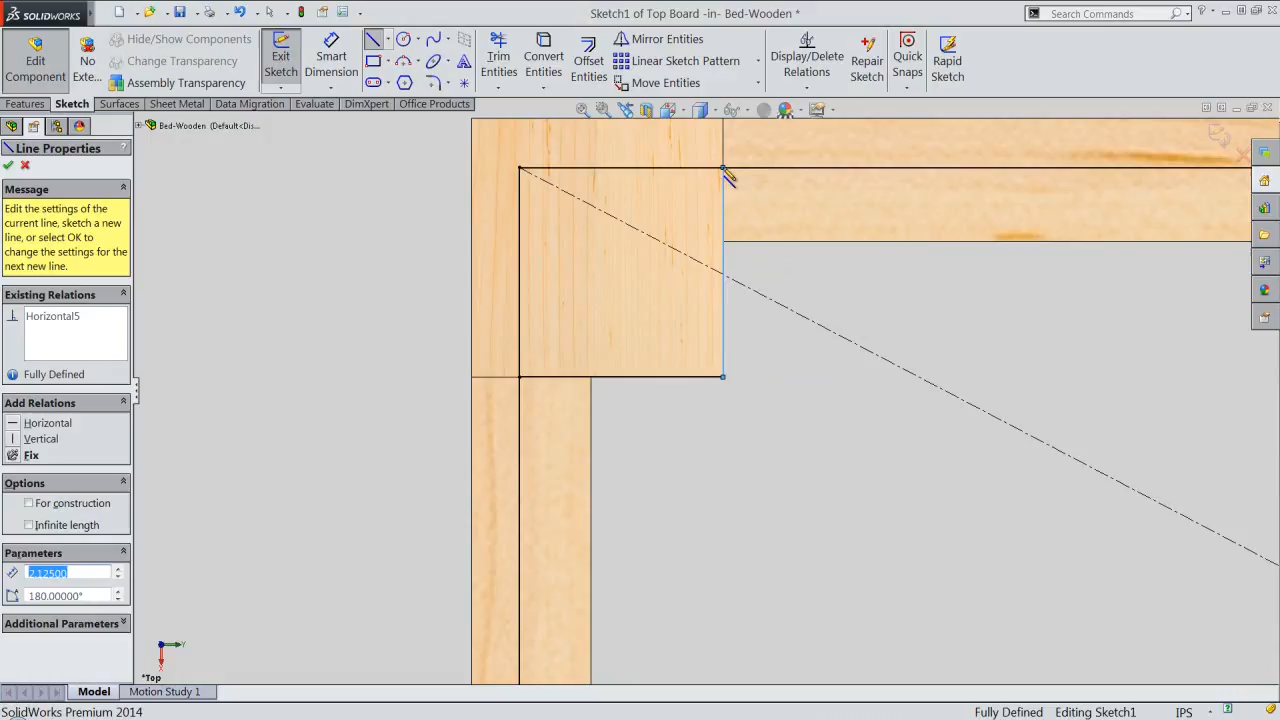 SOLIDWORKS
Sketch1 of Top Board -in- Bed-Wooden *
Search Commands
Edit Component
No Exte...
Hide/Show Components
Change Transparency
Assembly Transparency
Exit Sketch
Smart Dimension
Trim Entities
Convert Entities
Offset Entities
Mirror Entities
Linear Sketch Pattern
Move Entities
Display/Delete Relations
Repair Sketch
Quick Snaps
Rapid Sketch
Features Sketch Surfaces Sheet Metal Data Migration Evaluate DimXpert Office Products
Bed-Wooden (Default<Dis...
Line Properties ?
Message
Edit the settings of the
current line, sketch a new
line, or select OK to
change the settings for the
next new line.
Existing Relations
Horizontal5
Fully Defined
Add Relations
Horizontal
Vertical
Fix
Options
For construction
Infinite length
Parameters
2.12500
180.00000°
Additional Parameters
Y
X
*Top
Model Motion Study 1
SolidWorks Premium 2014 Fully Defined Editing Sketch1 IPS